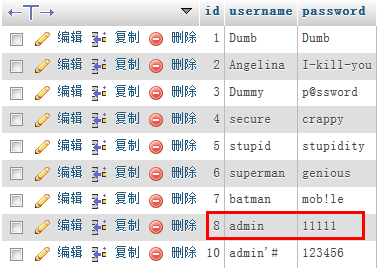 id username password
编辑 复制 删除 1 Dumb Dumb
编辑 复制 删除 2 Angelina I-kill-you
编辑 复制 删除 3 Dummy p@ssword
编辑 复制 删除 4 secure crappy
编辑 复制 删除 5 stupid stupidity
编辑 复制 删除 6 superman genious
编辑 复制 删除 7 batman mob!le
编辑 复制 删除 8 admin 11111
编辑 复制 删除 10 admin'# 123456